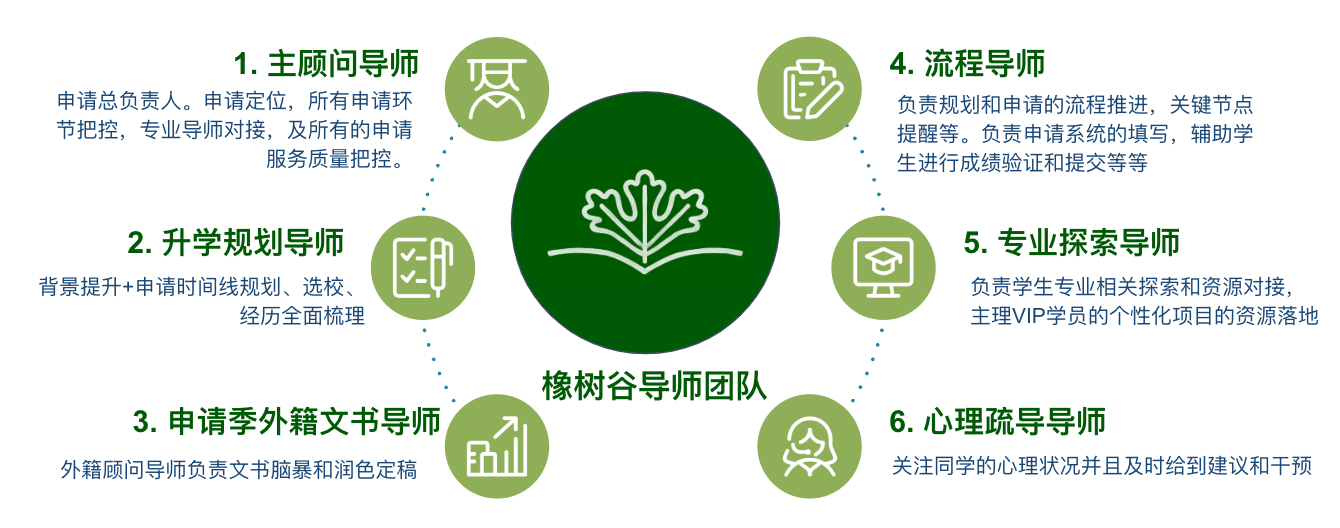 1. 主顾问导师
申请总负责人。申请定位，所有申请环
节把控，专业导师对接，及所有的申请
服务质量把控。
2. 升学规划导师
背景提升+申请时间线规划、选校、
经历全面梳理
3. 申请季外籍文书导师
外籍顾问导师负责文书脑暴和润色定稿
橡树谷导师团队
4. 流程导师
负责规划和申请的流程推进，关键节点
提醒等。负责申请系统的填写，辅助学
生进行成绩验证和提交等等
5. 专业探索导师
负责学生专业相关探索和资源对接，
主理VIP学员的个性化项目的资源落地
6. 心理疏导导师
关注同学的心理状况并且及时给到建议和干预